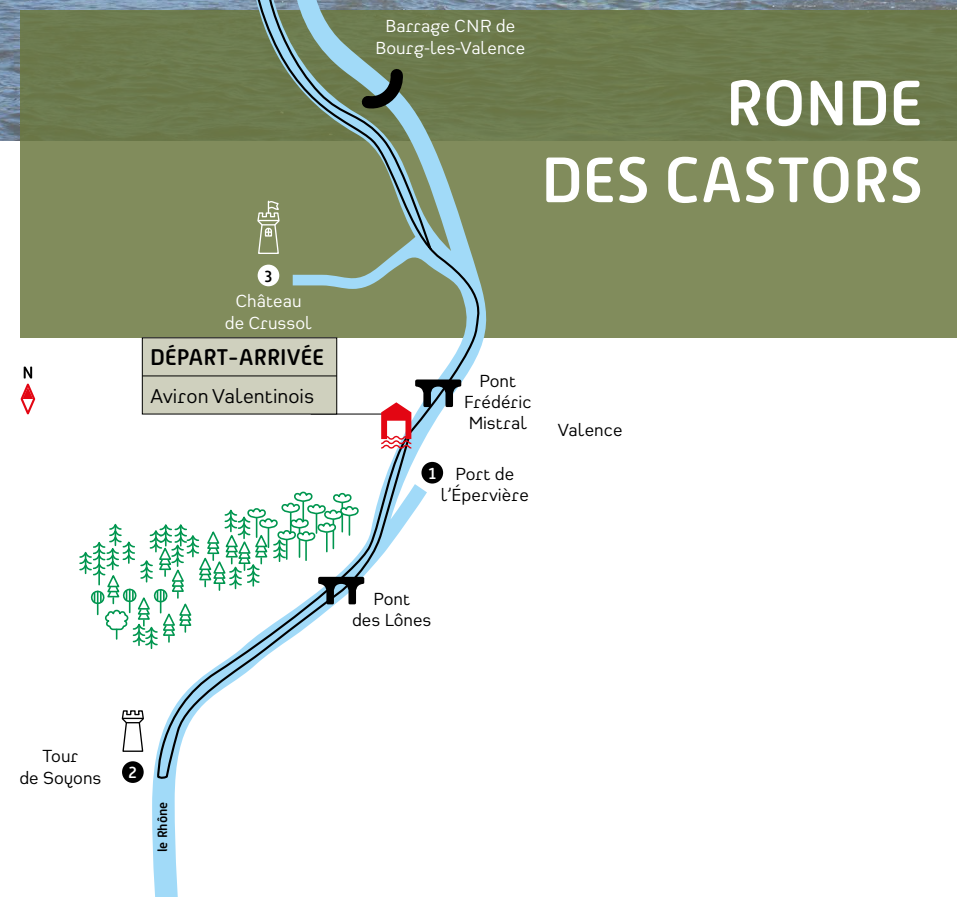 Barrage CNR de
Bourg-les-Valence
RONDE
DES CASTORS
3
Château
de Crussol
DÉPART-ARRIVÉE
Aviron Valentinois
N
Pont
Frédéric
Mistral
Valence
1 Port de
l'Épervière
Pont
des Lônes
Tour
de Soyons
2
le Rhône